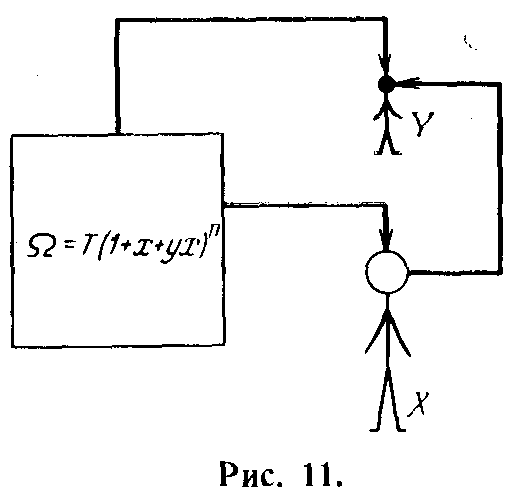 Y
Ω = T(1+x+yx)ⁿ
X
Рис. 11.